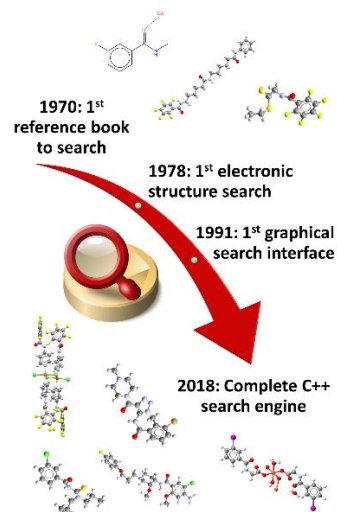 1970: 1st
reference book
to search
1978: 1st electronic
structure search
1991: 1st graphical
search interface
2018: Complete C++
search engine